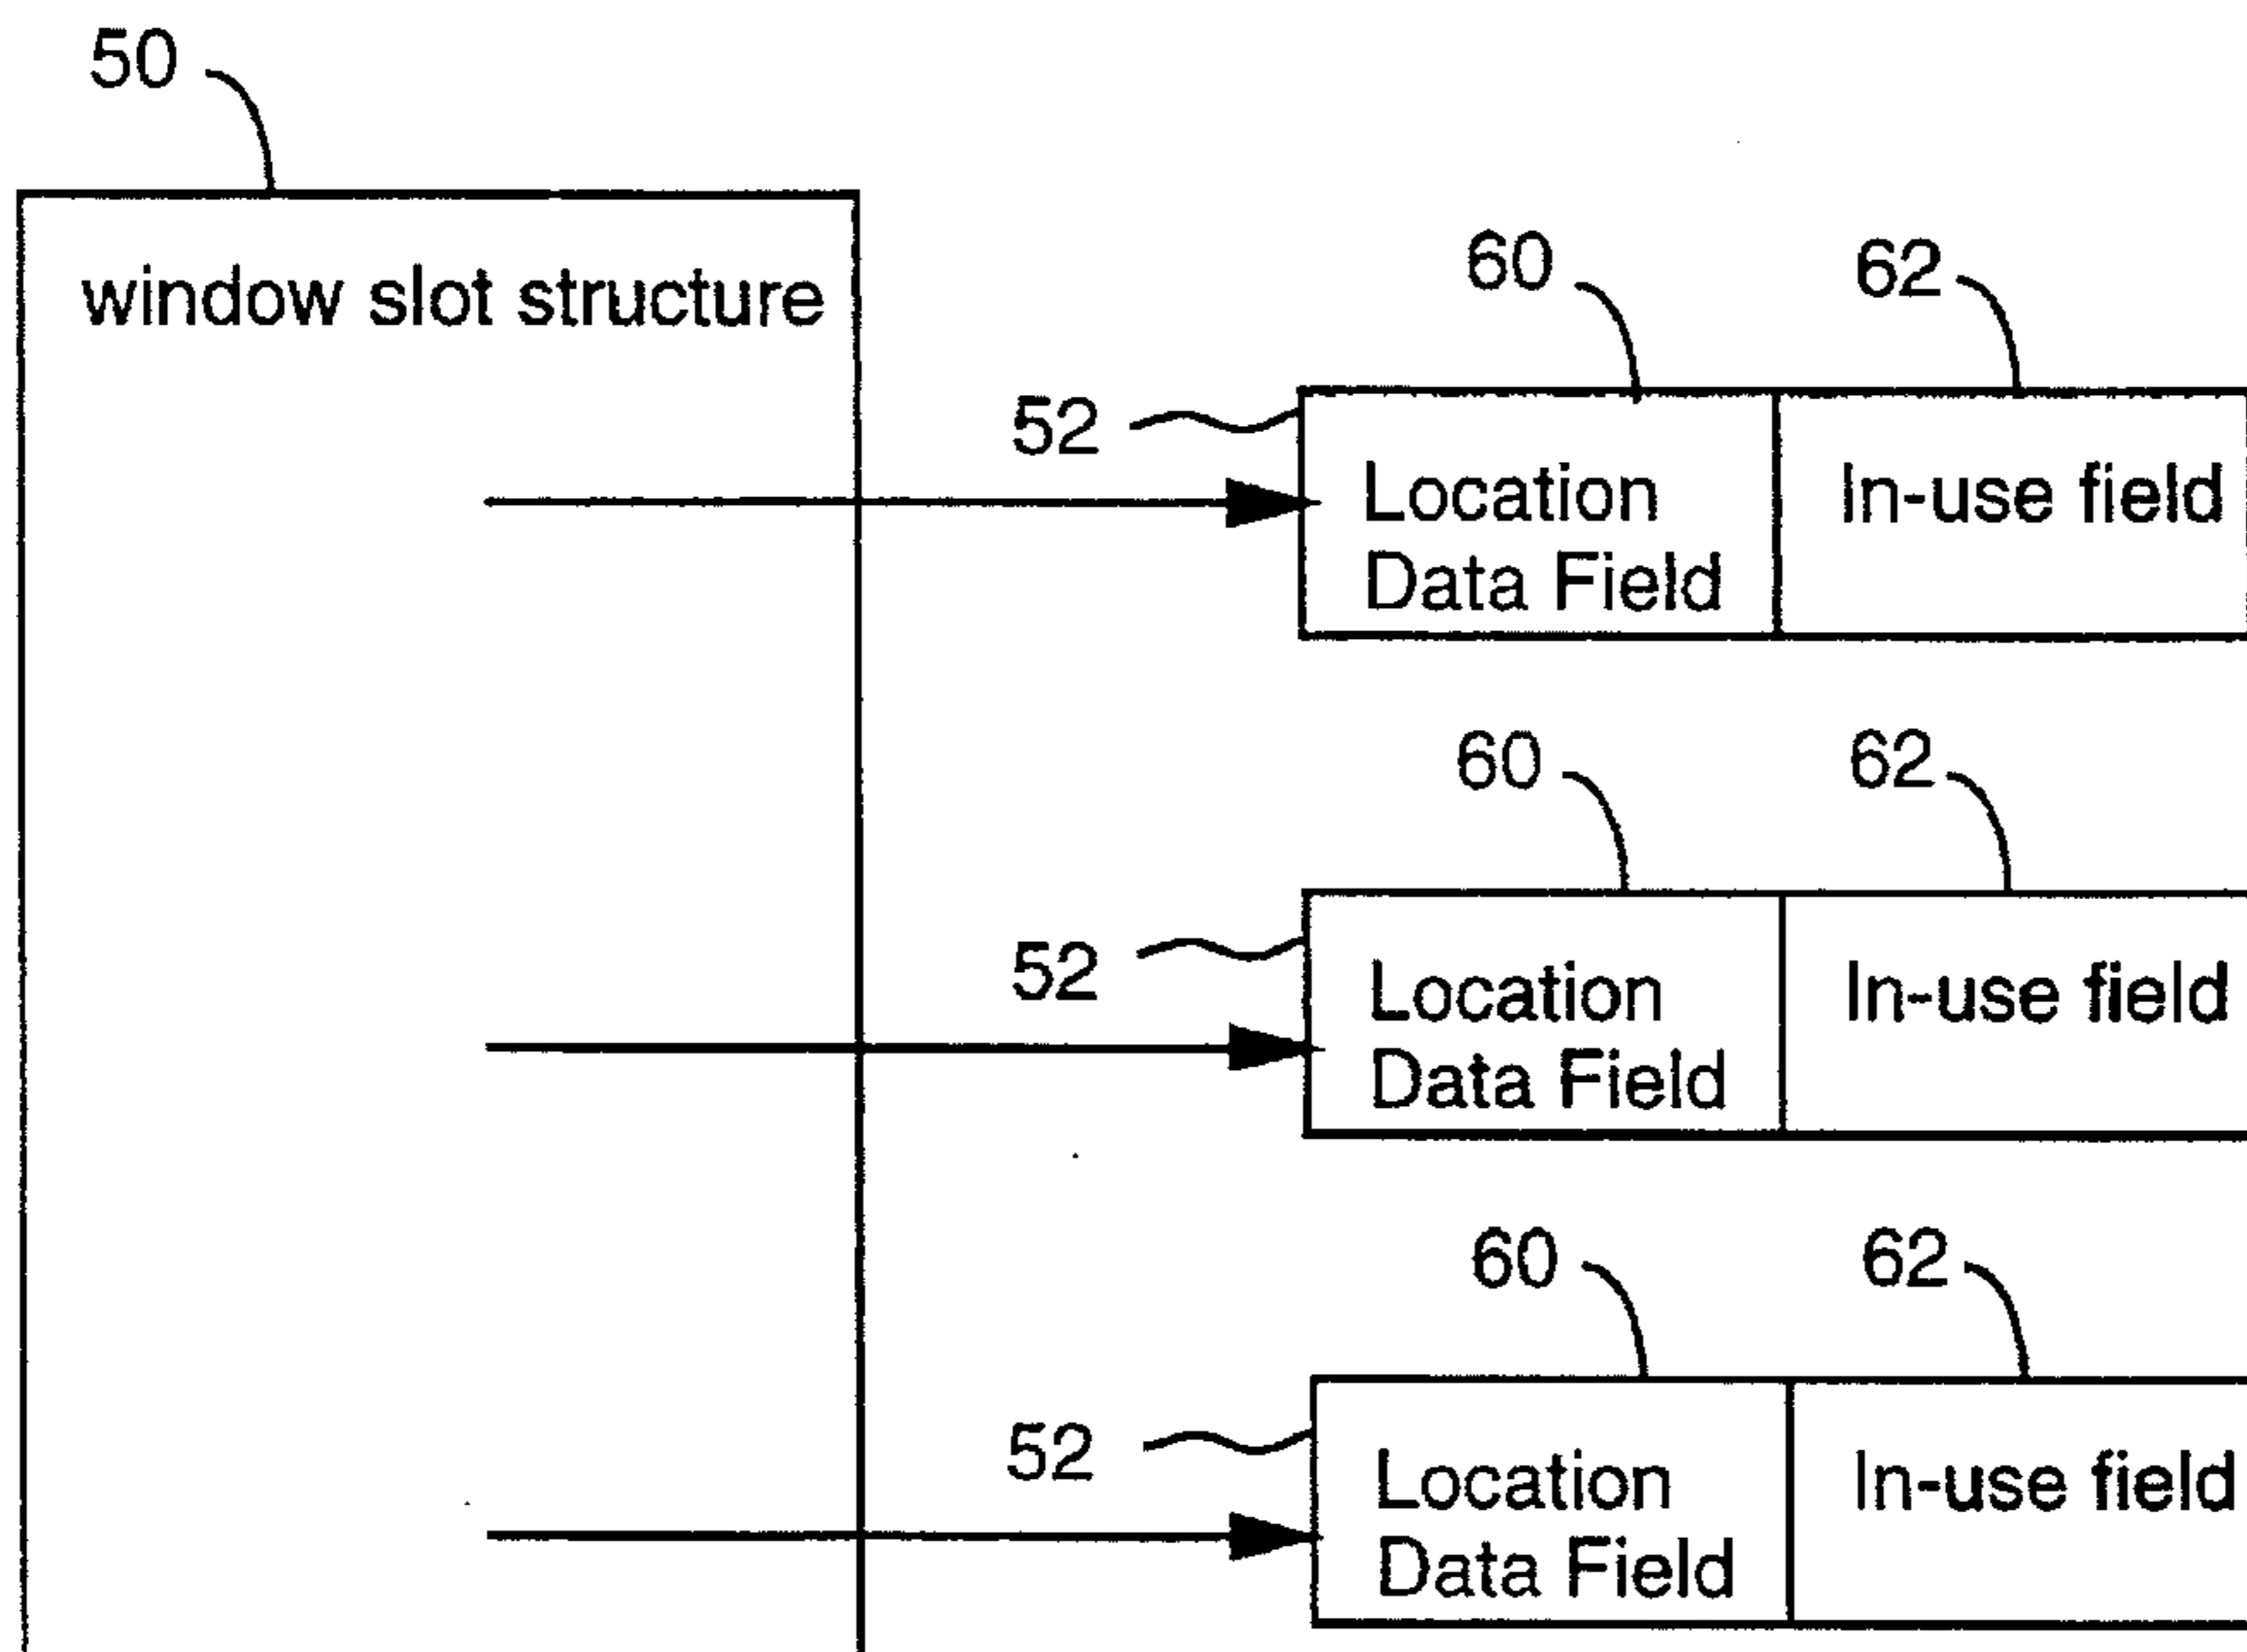 50
window slot structure
60
62
52
Location
Data Field
In-use field
60
62
52
Location
Data Field
In-use field
60
62
52
Location
Data Field
In-use field